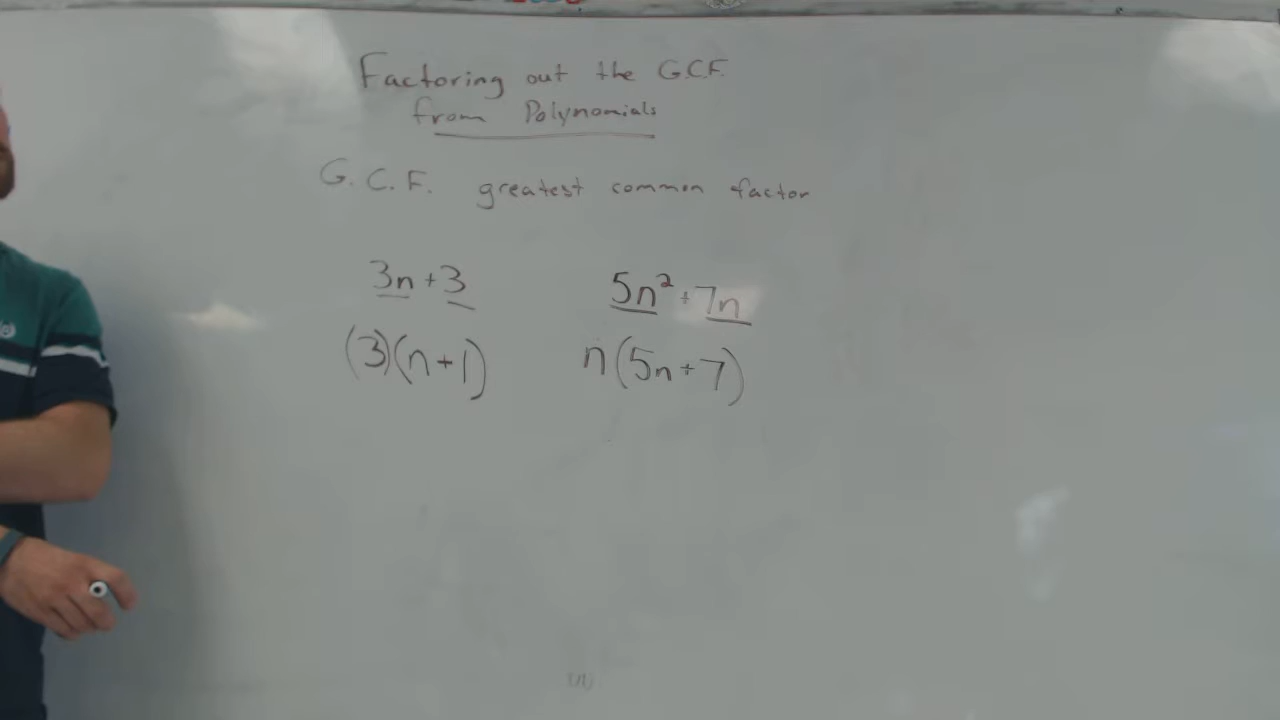 Factoring out the G.C.F.
from Polynomials
G. C. F. greatest common factor
3n + 3
(3)(n + 1)
5n² + 7n
n(5n + 7)